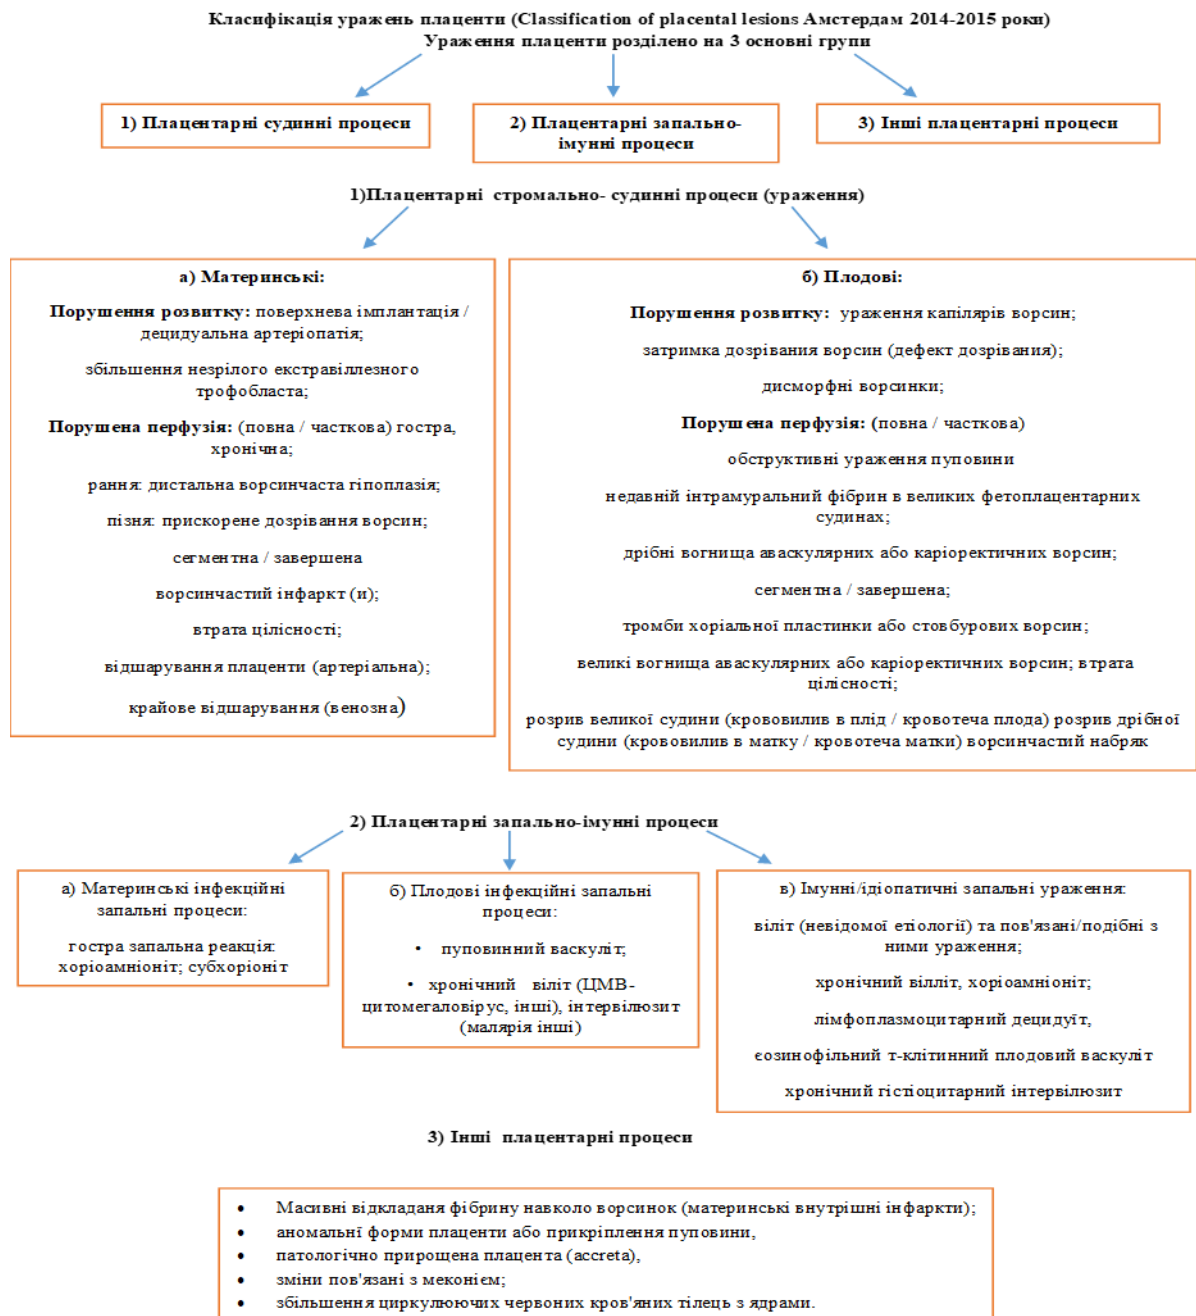 Класифікація уражень плаценти (Classification of placental lesions Амстердам 2014-2015 роки)
Ураження плаценти розділено на 3 основні групи
1) Плацентарні судинні процеси
2) Плацентарні запально-
імунні процеси
3) Інші плацентарні процеси
1)Плацентарні стромально- судинні процеси (ураження)
а) Материнські:
Порушення розвитку: поверхнева імплантація /
децидуальна артеріопатія;
збільшення незрілого екстравіллезного
трофобласта;
Порушена перфузія: (повна / часткова) гостра,
хронічна;
рання: дистальна ворсинчаста гіпоплазія;
пізня: прискорене дозрівання ворсин;
сегментна / завершена
ворсинчастий інфаркт (и);
втрата цілісності;
відшарування плаценти (артеріальна);
крайове відшарування (венозна)
б) Плодові:
Порушення розвитку: ураження капілярів ворсин;
затримка дозрівання ворсин (дефект дозрівання);
дисморфні ворсинки;
Порушена перфузія: (повна / часткова)
обструктивні ураження пуповини
недавній інтрамуральний фібрин в великих фетоплацентарних
судинах;
дрібні вогнища аваскулярних або каріоректичних ворсин;
сегментна / завершена;
тромби хоріальної пластинки або стовбурових ворсин;
великі вогнища аваскулярних або каріоректичних ворсин; втрата
цілісності;
розрив великої судини (крововилив в плід / кровотеча плода) розрив дрібної
судини (крововилив в матку / кровотеча матки) ворсинчастий набряк
2) Плацентарні запально-імунні процеси
а) Материнські інфекційні
запальні процеси:
гостра запальна реакція:
хоріоамніоніт; субхоріоніт
б) Плодові інфекційні запальні
процеси:
• пуповинний васкуліт;
• хронічний віліт (ЦМВ-
цитомегаловірус, інші), інтервілюзит
(малярія інші)
в) Імунні/ідіопатичні запальні ураження:
віліт (невідомої етіології) та пов'язані/подібні з
ними ураження;
хронічний вілліт, хоріоамніоніт;
лімфоплазмоцитарний децидуїт,
єозинофільний т-клітинний плодовий васкуліт
хронічний гістіоцитарний інтервілюзит
3) Інші плацентарні процеси
• Масивні відкладаня фібрину навколо ворсинок (материнські внутрішні інфаркти);
• аномальнї форми плаценти або прикріплення пуповини,
• патологічно прирощена плацента (accreta),
• зміни пов'язані з меконієм;
• збільшення циркулюючих червоних кров'яних тілець з ядрами.